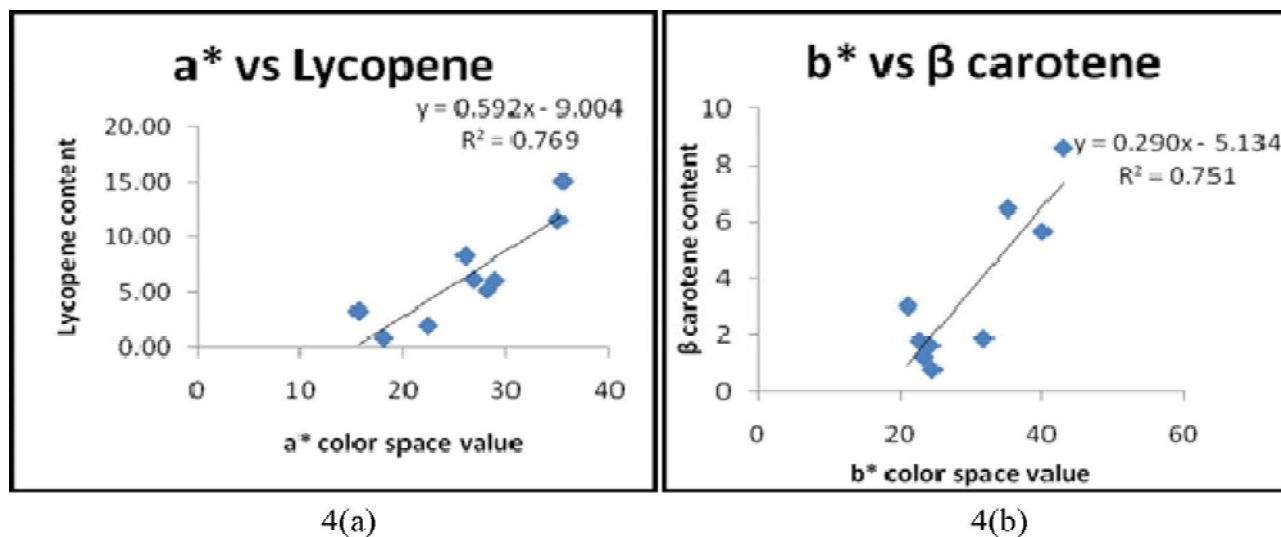 a* vs Lycopene
y = 0.592x - 9.004
R² = 0.769
20.00
15.00
10.00
5.00
0.00
0 10 20 30 40
Lycopene content
a* color space value
4(a)
b* vs β carotene
y = 0.290x - 5.134
R² = 0.751
10
8
6
4
2
0
0 20 40 60
β carotene content
b* color space value
4(b)